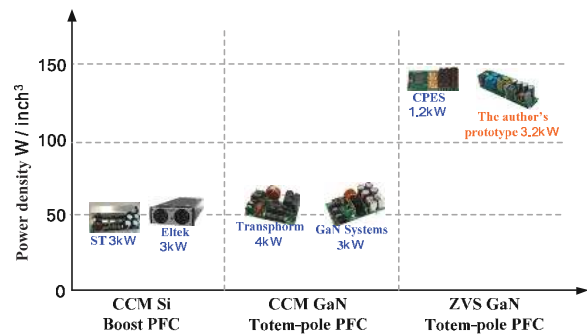 Power density W/inch³
150
100
50
0
CPES
1.2kW
The author's
prototype 3.2kW
ST 3kW
Eltek
3kW
Transphorm
4kW
GaN Systems
3kW
CCM Si
Boost PFC
CCM GaN
Totem-pole PFC
ZVS GaN
Totem-pole PFC